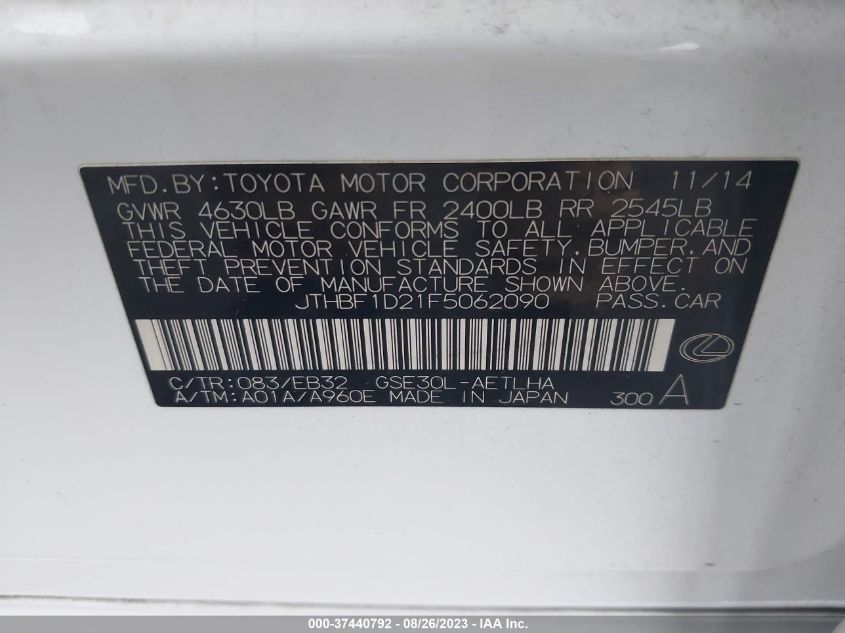 MFD.BY:TOYOTA MOTOR CORPORATION 11/14
GVWR 4630LB GAWR FR 2400LB RR 2545LB
THIS VEHICLE CONFORMS TO ALL APPLICABLE
FEDERAL MOTOR VEHICLE SAFETY,BUMPER,AND
THEFT PREVENTION STANDARDS IN EFFECT ON
THE DATE OF MANUFACTURE SHOWN ABOVE.
JTHBF1D21F5062090 PASS.CAR
C/TR:083/EB32 GSE30L-AETLHA
A/TM:A01A/A960E MADE IN JAPAN 300 A
000-37440792 - 08/26/2023 - IAA Inc.